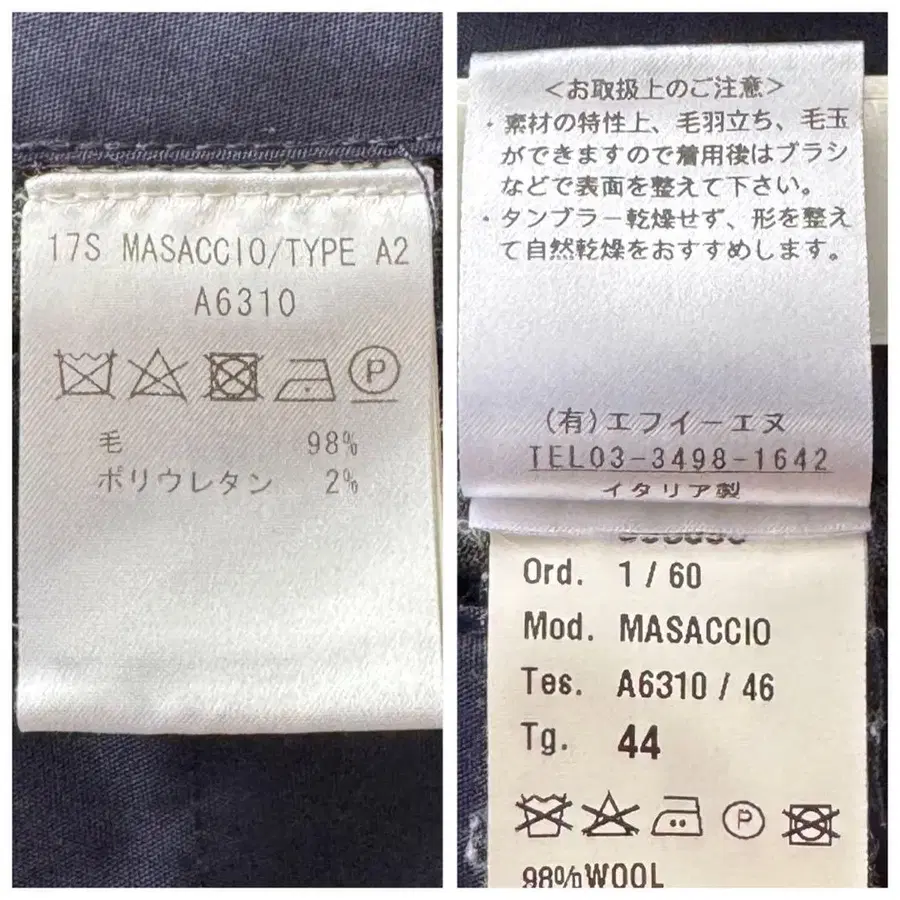 17S MASACCIO/TYPE A2
A6310
P
毛 98%
ポリウレタン 2%
<お取扱上のご注意>
・素材の特性上、毛羽立ち、毛玉
ができますので着用後はブラシ
などで表面を整えて下さい。
・タンブラー乾燥せず、形を整え
て自然乾燥をおすすめします。
(有)エフイーエヌ
TEL03-3498-1642
イタリア製
Ord. 1 / 60
Mod. MASACCIO
Tes. A6310 / 46
Tg. 44
P
98%WOOL